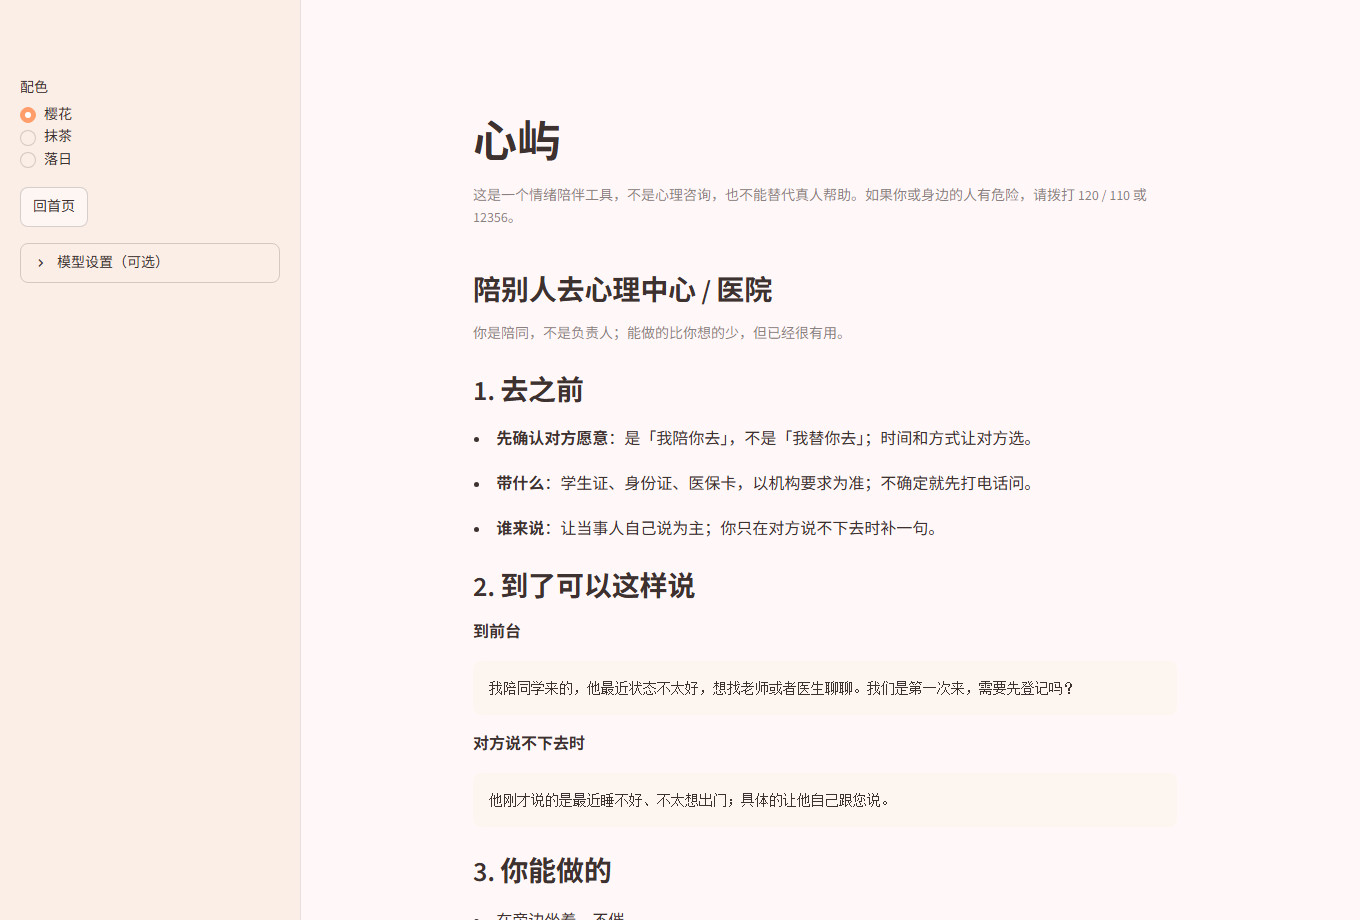 配色
樱花
抹茶
落日
回首页
模型设置（可选）
心屿
这是一个情绪陪伴工具，不是心理咨询，也不能替代真人帮助。如果你或身边的人有危险，请拨打 120 / 110 或
12356。
陪别人去心理中心 / 医院
你是陪同，不是负责人；能做的比你想的少，但已经很有用。
1. 去之前
• 先确认对方愿意：是「我陪你去」，不是「我替你去」；时间和方式让对方选。
• 带什么：学生证、身份证、医保卡，以机构要求为准；不确定就先打电话问。
• 谁来说：让当事人自己说为主；你只在对方说不下去时补一句。
2. 到了可以这样说
到前台
我陪同学来的，他最近状态不太好，想找老师或者医生聊聊。我们是第一次来，需要先登记吗？
对方说不下去时
他刚才说的是最近睡不好、不太想出门；具体的让他自己跟您说。
3. 你能做的
• 在旁边坐着，不催